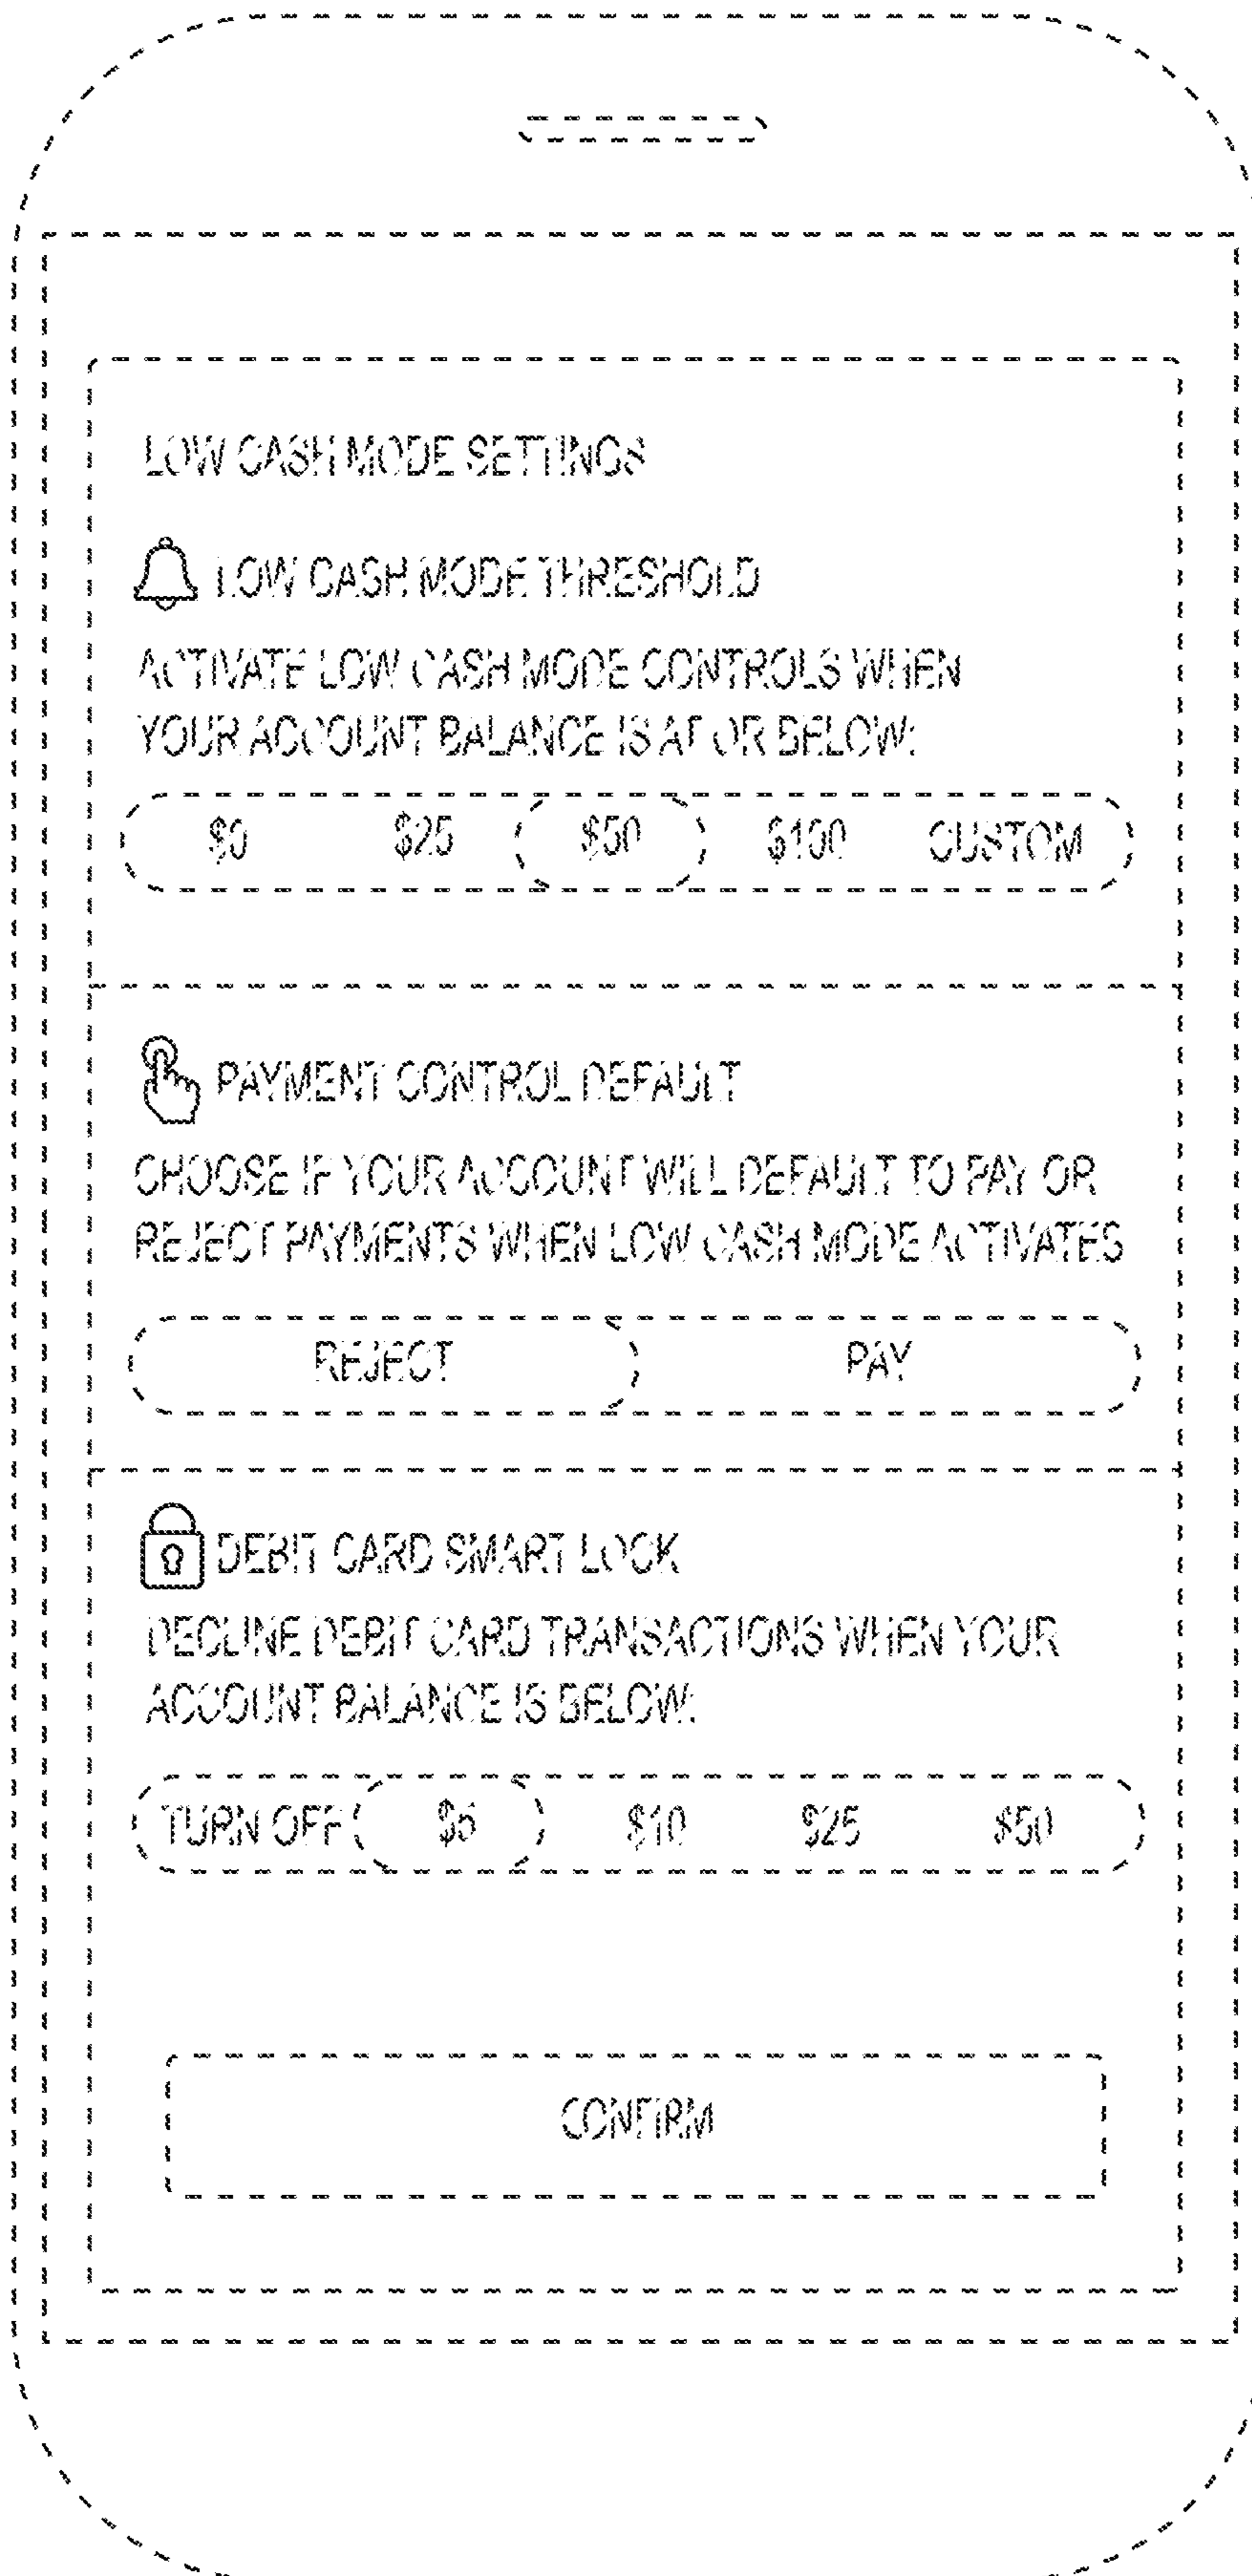 LOW CASH MODE SETTINGS
LOW CASH MODE THRESHOLD
ACTIVATE LOW CASH MODE CONTROLS WHEN
YOUR ACCOUNT BALANCE IS AT OR BELOW:
$0 $25 $50 $100 CUSTOM
PAYMENT CONTROL DEFAULT
CHOOSE IF YOUR ACCOUNT WILL DEFAULT TO PAY OR
REJECT PAYMENTS WHEN LOW CASH MODE ACTIVATES
REJECT PAY
DEBIT CARD SMART LOCK
DECLINE DEBIT CARD TRANSACTIONS WHEN YOUR
ACCOUNT BALANCE IS BELOW:
TURN OFF $5 $10 $25 $50
CONFIRM